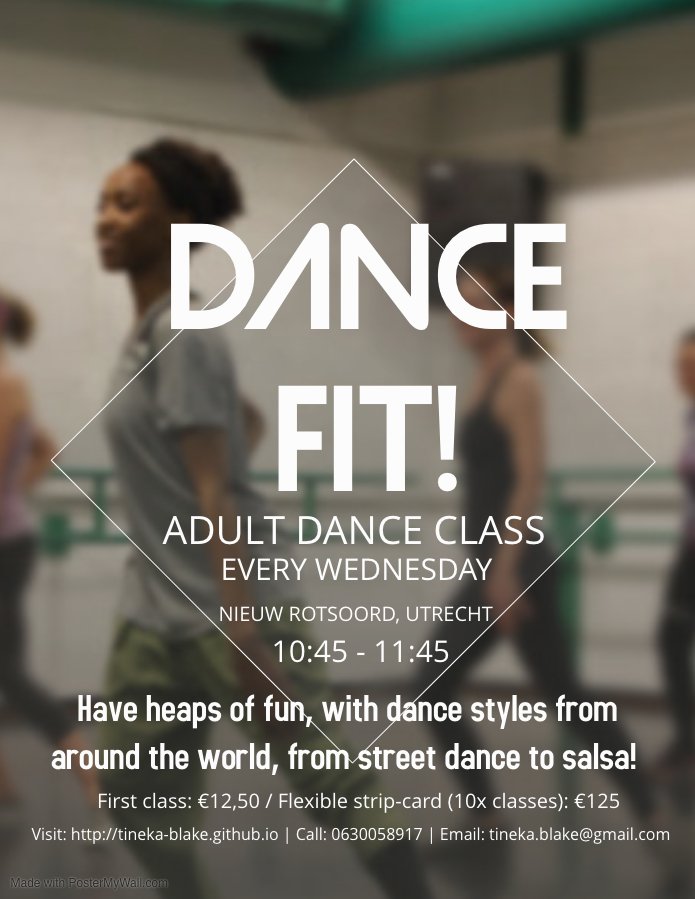 DANCE
FIT!
ADULT DANCE CLASS
EVERY WEDNESDAY
NIEUW ROTSOORD, UTRECHT
10:45 - 11:45
Have heaps of fun, with dance styles from
around the world, from street dance to salsa!
First class: €12,50 / Flexible strip-card (10x classes): €125
Visit: http://tineka-blake.github.io | Call: 0630058917 | Email: tineka.blake@gmail.com
Made with PosterMyWall.com